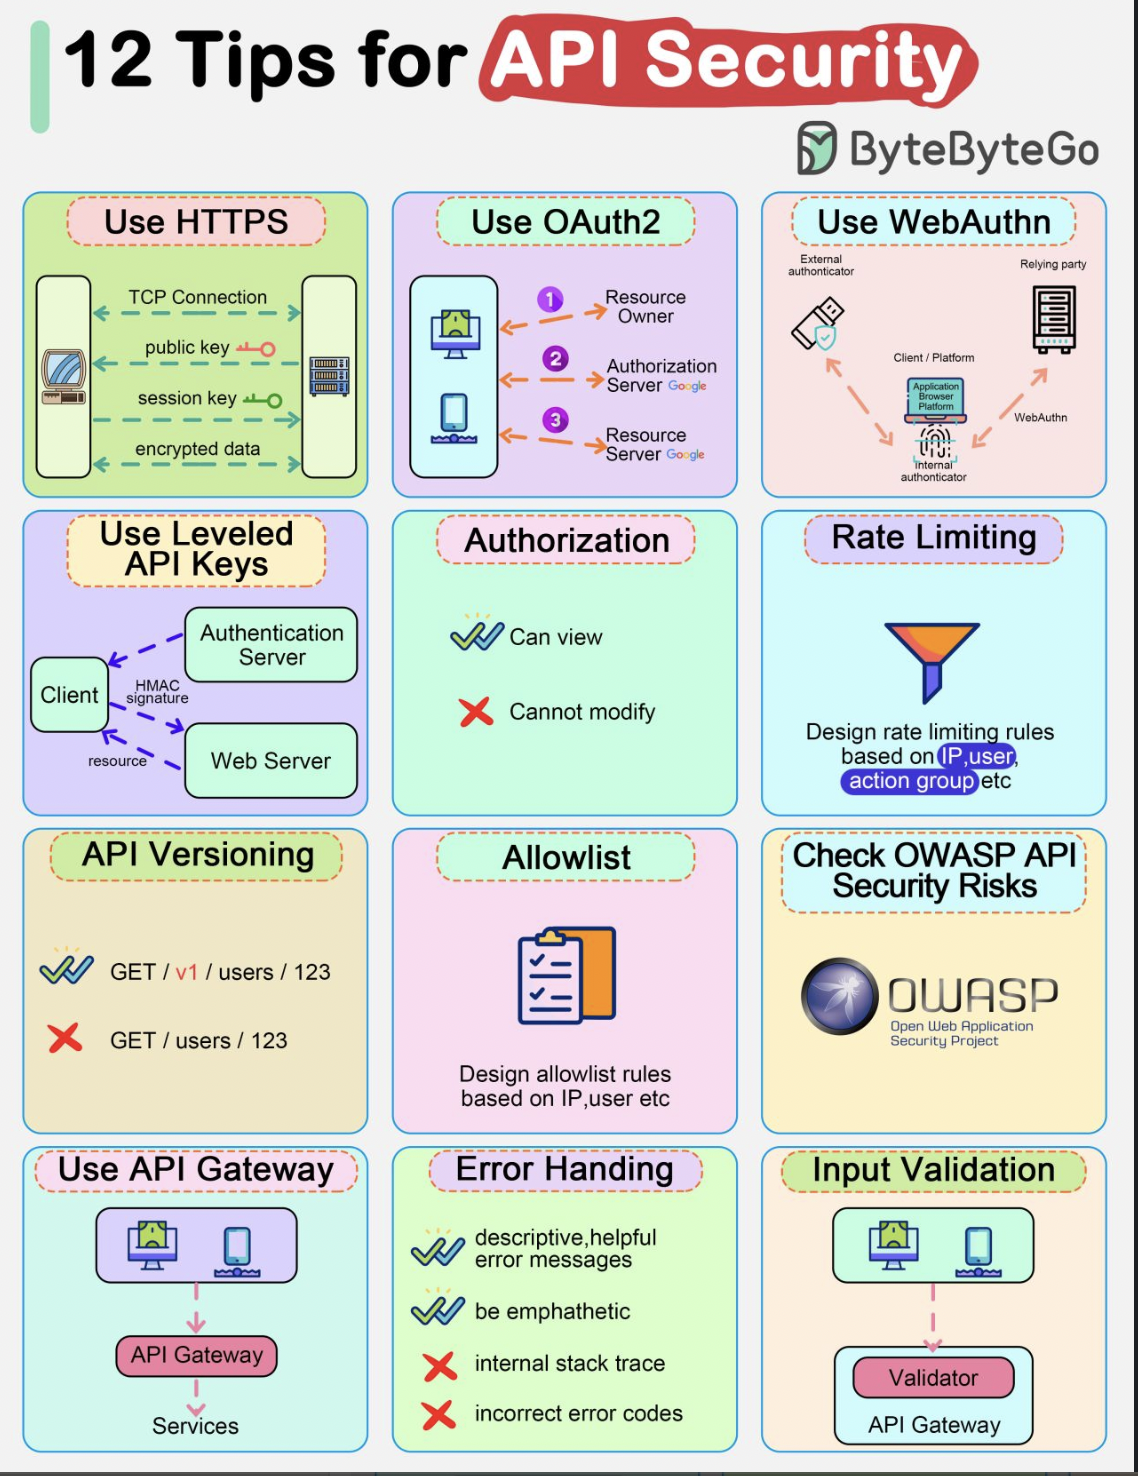 12 Tips for API Security
ByteByteGo
Use HTTPS
TCP Connection
public key
session key
encrypted data
Use OAuth2
1
Resource
Owner
2
Authorization
Server Google
3
Resource
Server Google
Use WebAuthn
External
authonticator
Relying party
Client / Platform
Application
Browser
Platform
WebAuthn
Internal
authonticator
Use Leveled
API Keys
Authentication
Server
Client
HMAC
signature
resource
Web Server
Authorization
Can view
Cannot modify
Rate Limiting
Design rate limiting rules
based on IP,user,
action group etc
API Versioning
GET / v1 / users / 123
GET / users / 123
Allowlist
Design allowlist rules
based on IP,user etc
Check OWASP API
Security Risks
OWASP
Open Web Application
Security Project
Use API Gateway
API Gateway
Services
Error Handing
descriptive,helpful
error messages
be emphathetic
internal stack trace
incorrect error codes
Input Validation
Validator
API Gateway